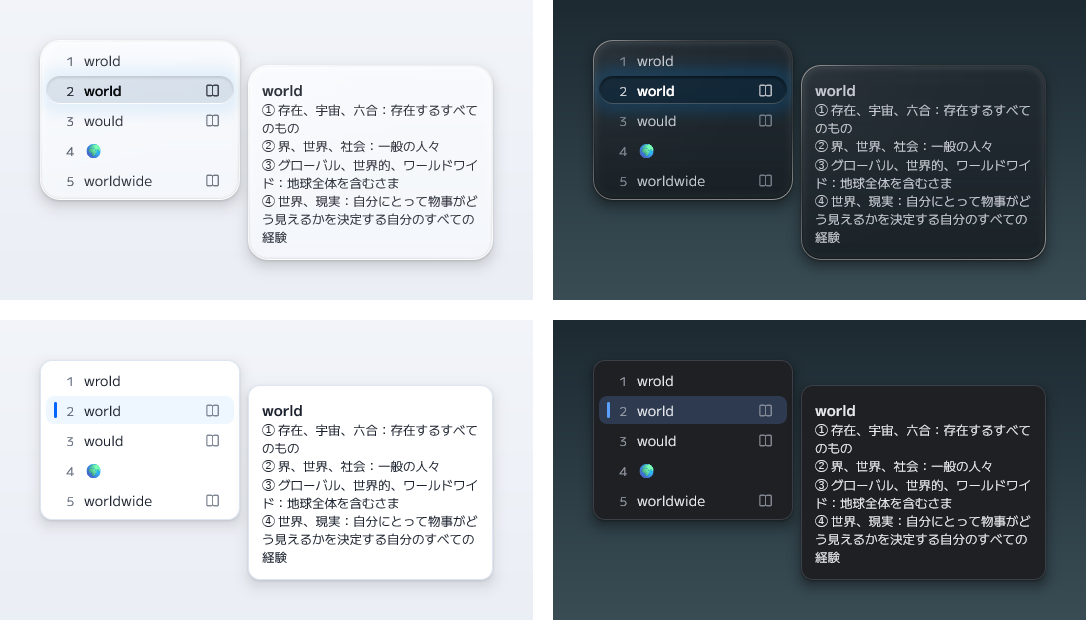 1 wrold
2 world
3 would
4 🌏
5 worldwide
world
① 存在、宇宙、六合：存在するすべて
のもの
② 界、世界、社会：一般の人々
③ グローバル、世界的、ワールドワイ
ド：地球全体を含むさま
④ 世界、現実：自分にとって物事がど
う見えるかを決定する自分のすべての
経験
1 wrold
2 world
3 would
4 🌏
5 worldwide
world
① 存在、宇宙、六合：存在するすべて
のもの
② 界、世界、社会：一般の人々
③ グローバル、世界的、ワールドワイ
ド：地球全体を含むさま
④ 世界、現実：自分にとって物事がど
う見えるかを決定する自分のすべての
経験
1 wrold
2 world
3 would
4 🌏
5 worldwide
world
① 存在、宇宙、六合：存在するすべて
のもの
② 界、世界、社会：一般の人々
③ グローバル、世界的、ワールドワイ
ド：地球全体を含むさま
④ 世界、現実：自分にとって物事がど
う見えるかを決定する自分のすべての
経験
1 wrold
2 world
3 would
4 🌏
5 worldwide
world
① 存在、宇宙、六合：存在するすべて
のもの
② 界、世界、社会：一般の人々
③ グローバル、世界的、ワールドワイ
ド：地球全体を含むさま
④ 世界、現実：自分にとって物事がど
う見えるかを決定する自分のすべての
経験